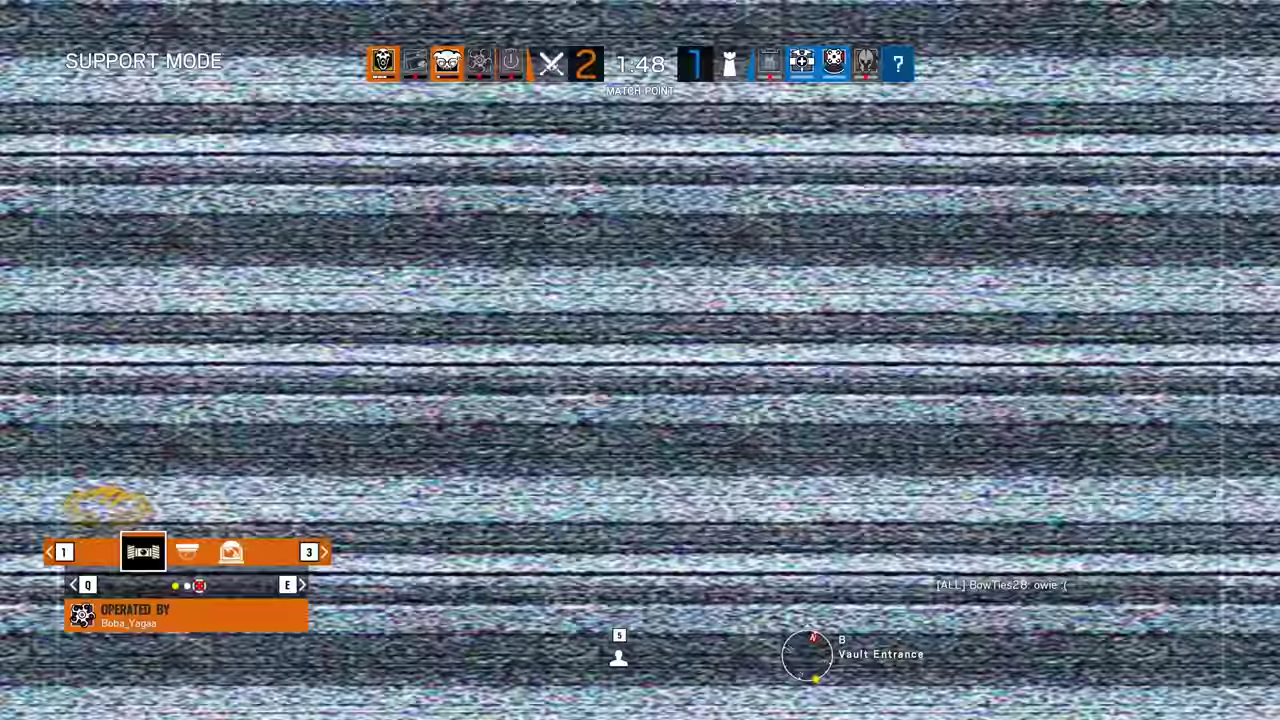 SUPPORT MODE
2 1:48 1 ?
MATCH POINT
1 3
Q E
OPERATED BY
Boba_Yagaa
[ALL] BowTies28: owie :(
5
N
B
Vault Entrance